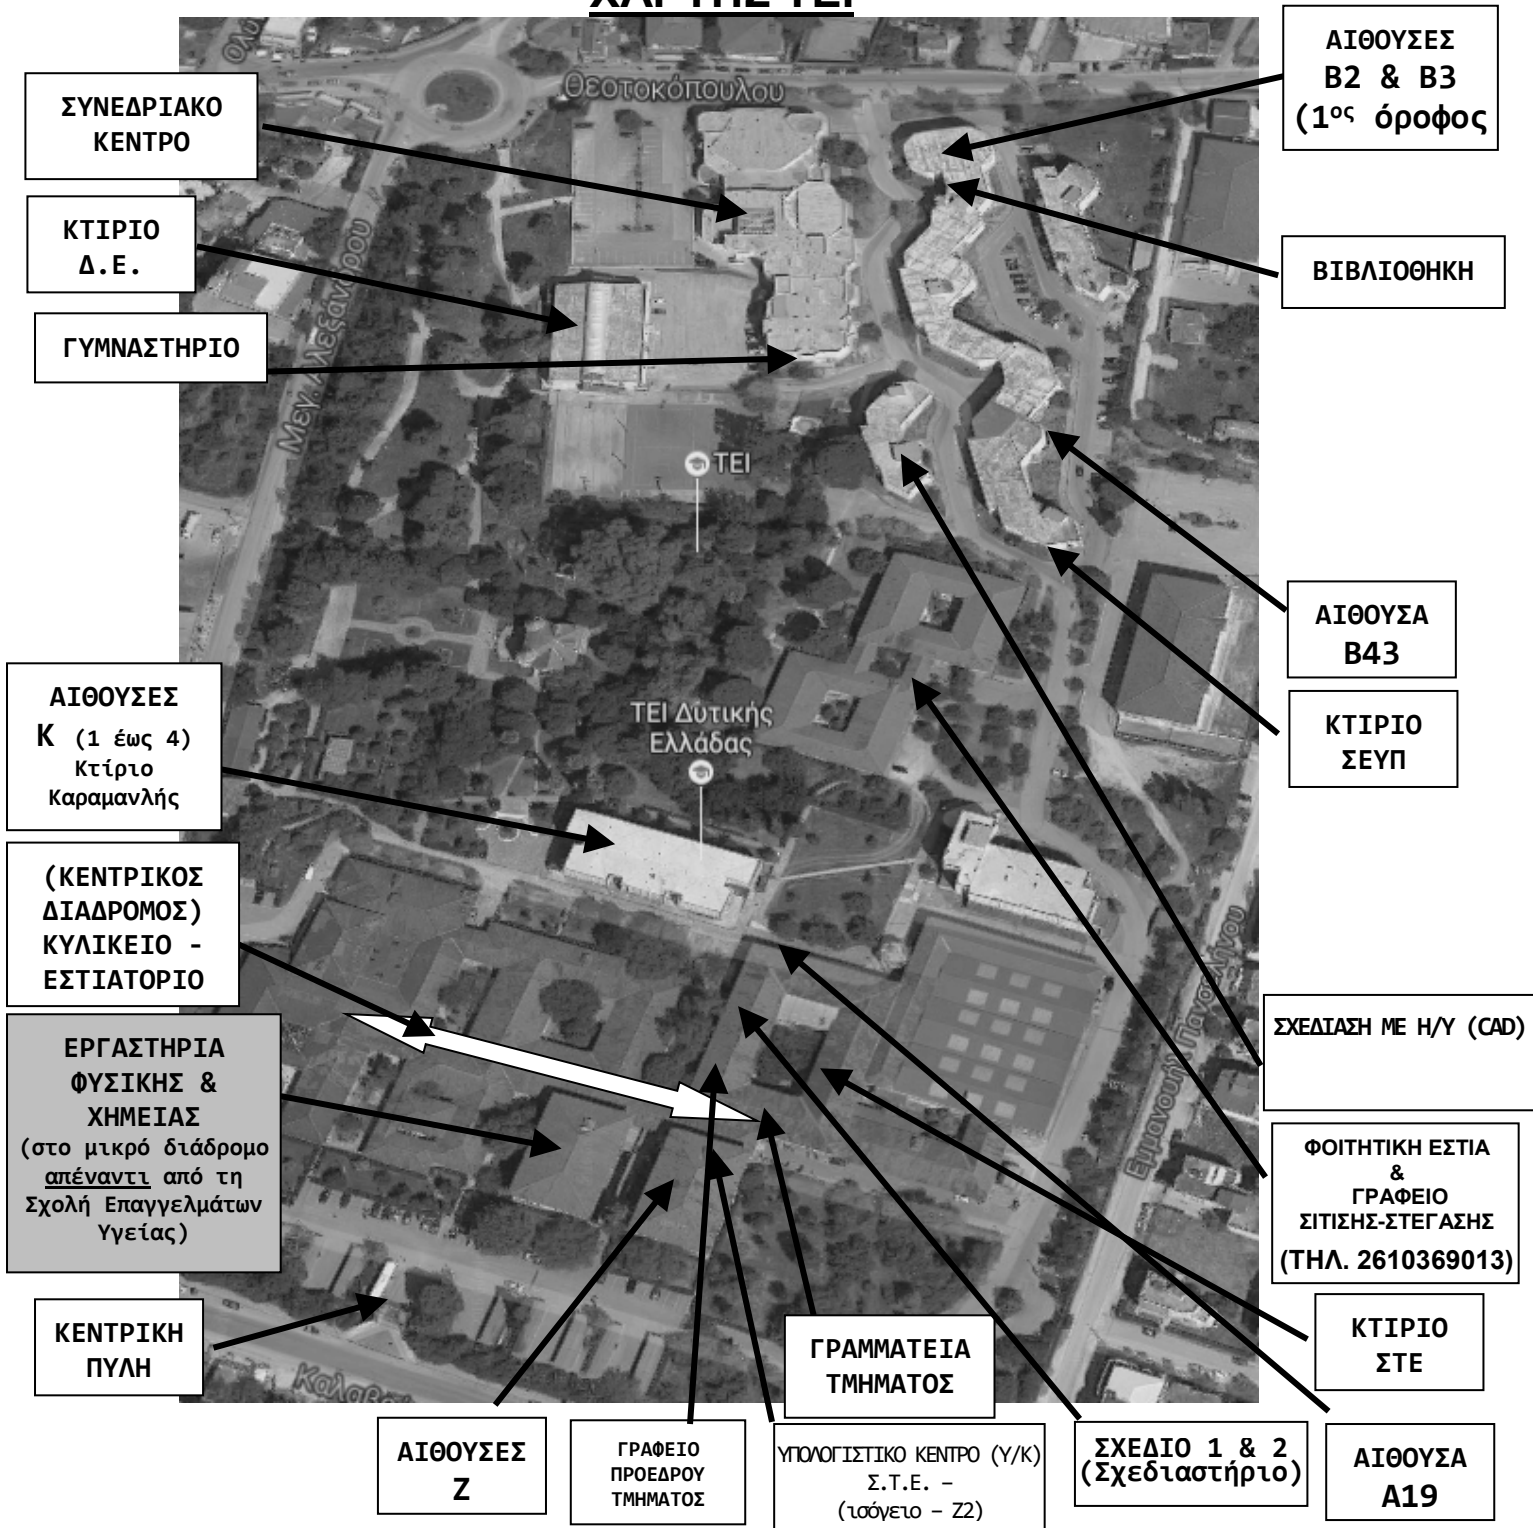 ΧΑΡΤΗΣ ΤΕΙ
ΑΙΘΟΥΣΕΣ
Β2 & Β3
(1ος όροφος
ΣΥΝΕΔΡΙΑΚΟ
ΚΕΝΤΡΟ
Θεοτοκόπουλου
ΚΤΙΡΙΟ
Δ.Ε.
ΒΙΒΛΙΟΘΗΚΗ
ΓΥΜΝΑΣΤΗΡΙΟ
Μεγ. Αλεξάνδρου
ΤΕΙ
ΑΙΘΟΥΣΑ
Β43
ΚΤΙΡΙΟ
ΣΕΥΠ
ΑΙΘΟΥΣΕΣ
Κ (1 έως 4)
Κτίριο
Καραμανλής
ΤΕΙ Δυτικής
Ελλάδας
(ΚΕΝΤΡΙΚΟΣ
ΔΙΑΔΡΟΜΟΣ)
ΚΥΛΙΚΕΙΟ -
ΕΣΤΙΑΤΟΡΙΟ
Εμμανουήλ Πανσελήνου
ΣΧΕΔΙΑΣΗ ΜΕ Η/Υ (CAD)
ΕΡΓΑΣΤΗΡΙΑ
ΦΥΣΙΚΗΣ &
ΧΗΜΕΙΑΣ
(στο μικρό διάδρομο
απέναντι από τη
Σχολή Επαγγελμάτων
Υγείας)
ΦΟΙΤΗΤΙΚΗ ΕΣΤΙΑ
&
ΓΡΑΦΕΙΟ
ΣΙΤΙΣΗΣ-ΣΤΕΓΑΣΗΣ
(ΤΗΛ. 2610369013)
ΚΕΝΤΡΙΚΗ
ΠΥΛΗ
ΓΡΑΜΜΑΤΕΙΑ
ΤΜΗΜΑΤΟΣ
ΚΤΙΡΙΟ
ΣΤΕ
ΑΙΘΟΥΣΕΣ
Ζ
ΓΡΑΦΕΙΟ
ΠΡΟΕΔΡΟΥ
ΤΜΗΜΑΤΟΣ
ΥΠΟΛΟΓΙΣΤΙΚΟ ΚΕΝΤΡΟ (Υ/Κ)
Σ.Τ.Ε. –
(ισόγειο – Ζ2)
ΣΧΕΔΙΟ 1 & 2
(Σχεδιαστήριο)
ΑΙΘΟΥΣΑ
Α19